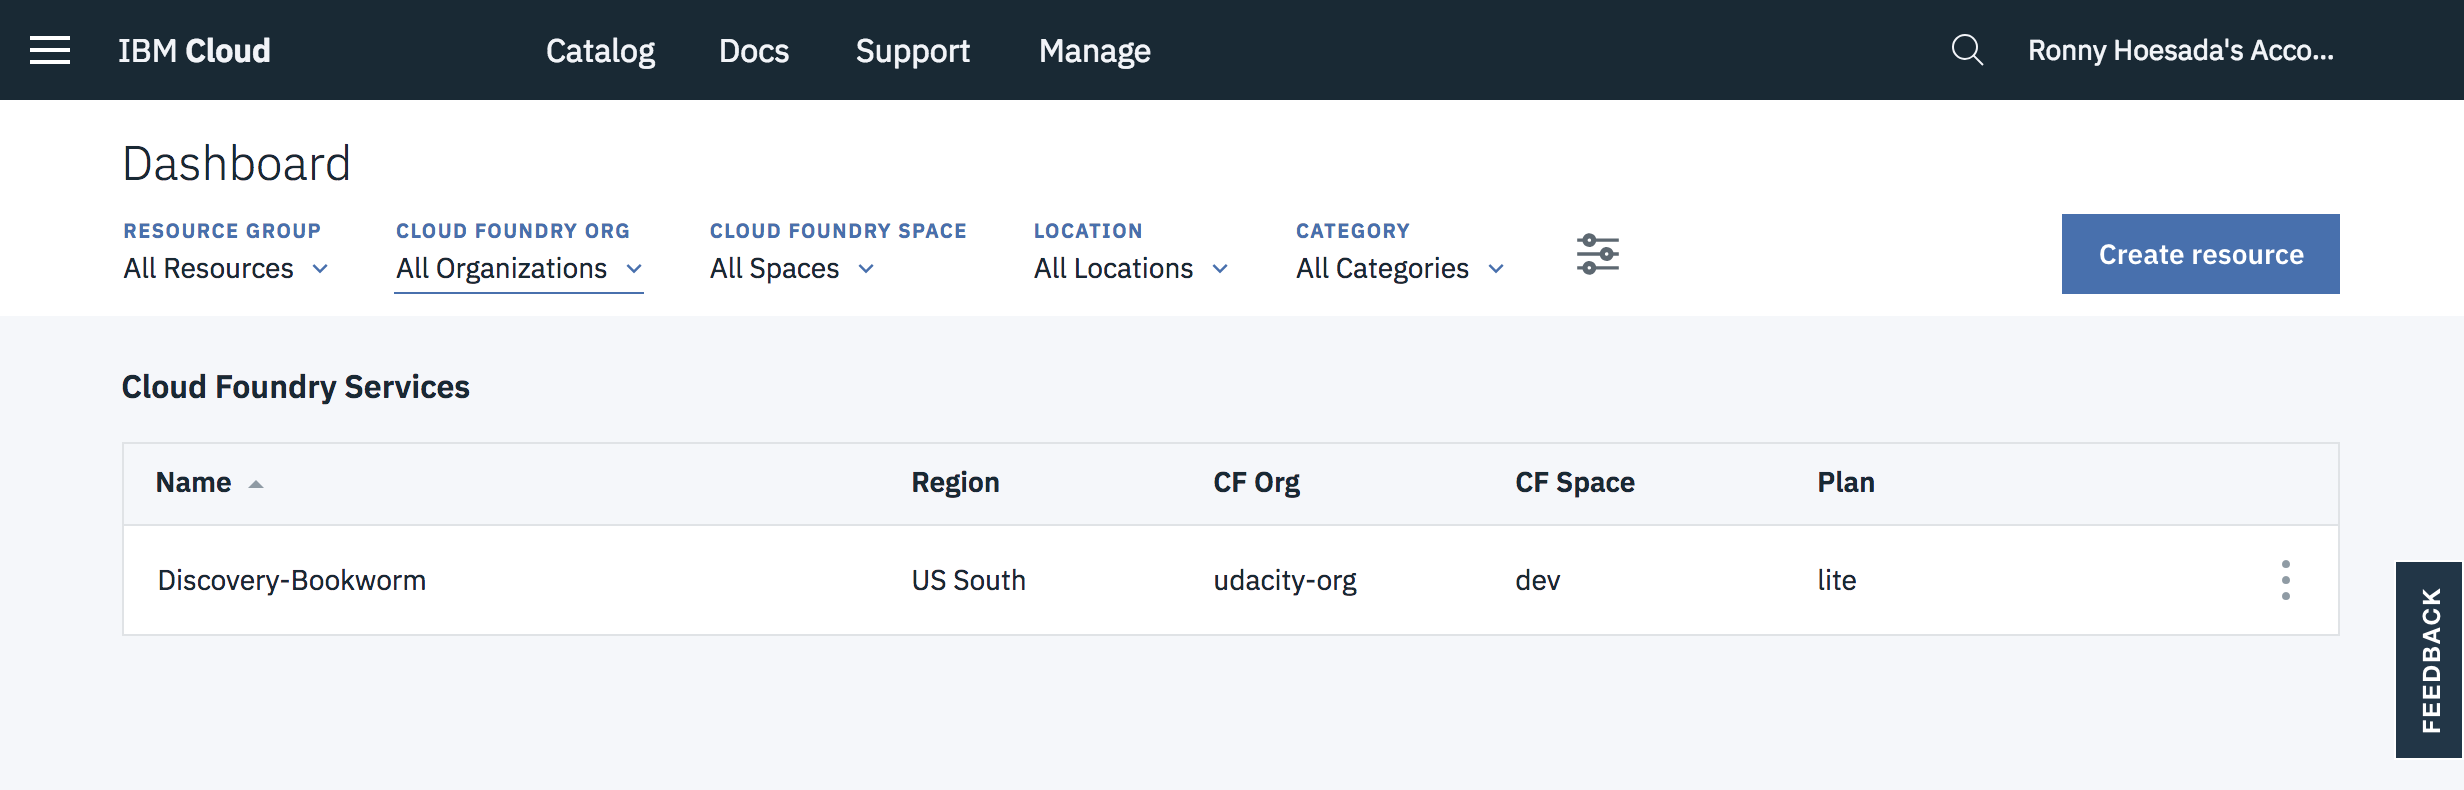 IBM Cloud Catalog Docs Support Manage Ronny Hoesada's Acco...
Dashboard
RESOURCE GROUP CLOUD FOUNDRY ORG CLOUD FOUNDRY SPACE LOCATION CATEGORY
All Resources All Organizations All Spaces All Locations All Categories
Create resource
Cloud Foundry Services
Name Region CF Org CF Space Plan
Discovery-Bookworm US South udacity-org dev lite
FEEDBACK